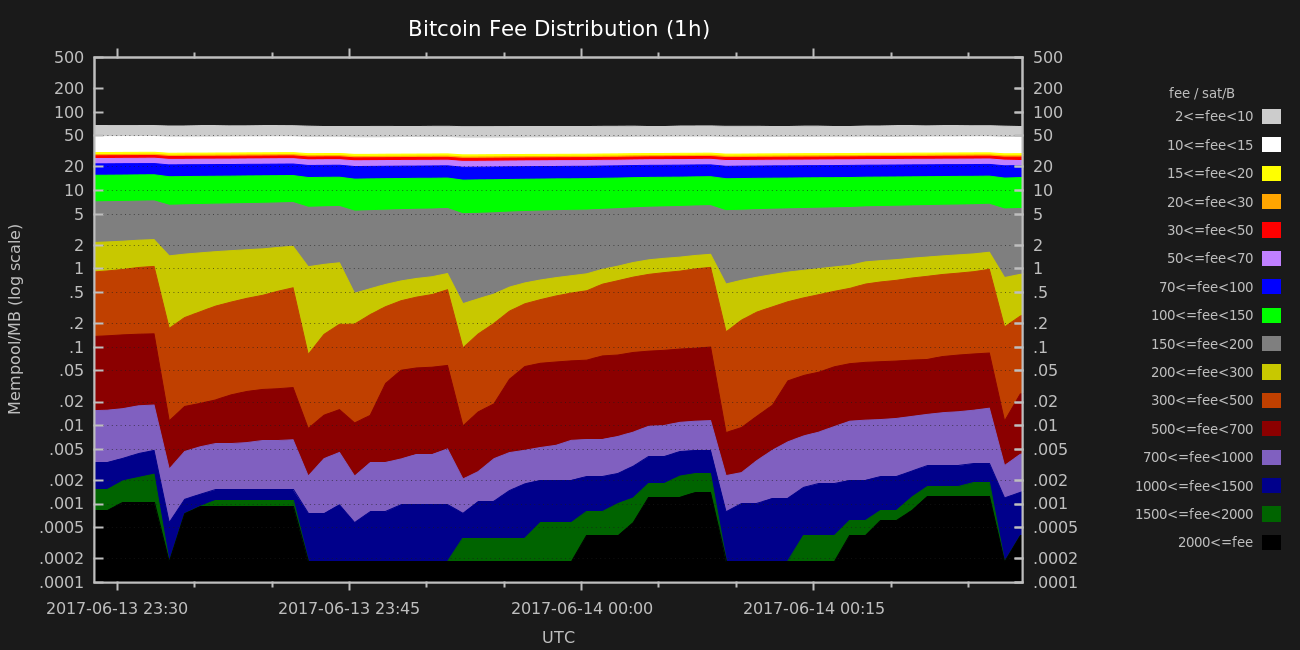 Bitcoin Fee Distribution (1h)
Mempool/MB (log scale)
500
200
100
50
20
10
5
2
1
.5
.2
.1
.05
.02
.01
.005
.002
.001
.0005
.0002
.0001
500
200
100
50
20
10
5
2
1
.5
.2
.1
.05
.02
.01
.005
.002
.001
.0005
.0002
.0001
2017-06-13 23:30
2017-06-13 23:45
2017-06-14 00:00
2017-06-14 00:15
UTC
fee / sat/B
2<=fee<10
10<=fee<15
15<=fee<20
20<=fee<30
30<=fee<50
50<=fee<70
70<=fee<100
100<=fee<150
150<=fee<200
200<=fee<300
300<=fee<500
500<=fee<700
700<=fee<1000
1000<=fee<1500
1500<=fee<2000
2000<=fee